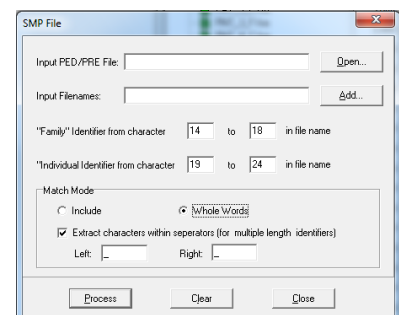 SMP File
Input PED/PRE File: Open...
Input Filenames: Add...
"Family" Identifier from character 14 to 18 in file name
"Individual Identifier from character 19 to 24 in file name
Match Mode
Include Whole Words
Extract characters within seperators (for multiple length identifiers)
Left: _ Right: _
Process Clear Close